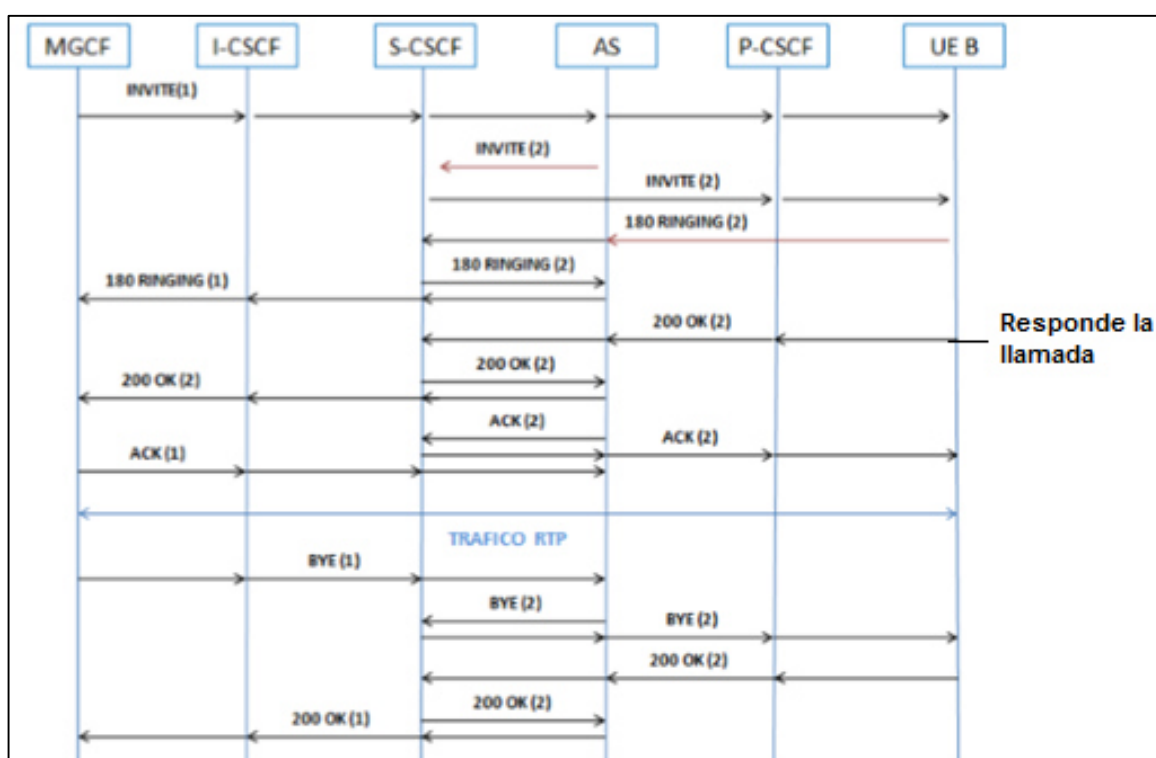 MGCF I-CSCF S-CSCF AS P-CSCF UE B
INVITE(1)
INVITE (2)
INVITE (2)
180 RINGING (2)
180 RINGING (2)
180 RINGING (1)
200 OK (2)
Responde la
llamada
200 OK (2)
200 OK (2)
ACK (2)
ACK (2)
ACK (1)
TRAFICO RTP
BYE (1)
BYE (2)
BYE (2)
200 OK (2)
200 OK (2)
200 OK (1)